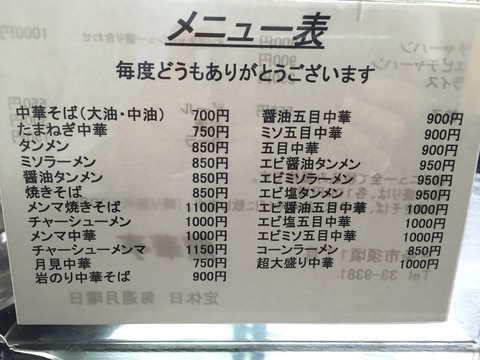 メニュー表
毎度どうもありがとうございます
中華そば(大油・中油) 700円
たまねぎ中華 750円
タンメン 850円
ミソラーメン 850円
醤油タンメン 850円
焼きそば 850円
メンマ焼きそば 1100円
チャーシューメン 1000円
メンマ中華 1000円
チャーシューメンマ 1150円
月見中華 750円
岩のり中華そば 900円
醤油五目中華 900円
ミソ五目中華 900円
五目中華 900円
エビ醤油タンメン 950円
エビミソラーメン 950円
エビ塩タンメン 950円
エビ醤油五目中華 1000円
エビ塩五目中華 1000円
エビミソ五目中華 1000円
コーンラーメン 850円
超大盛り中華 1000円
定休日 毎週月曜日